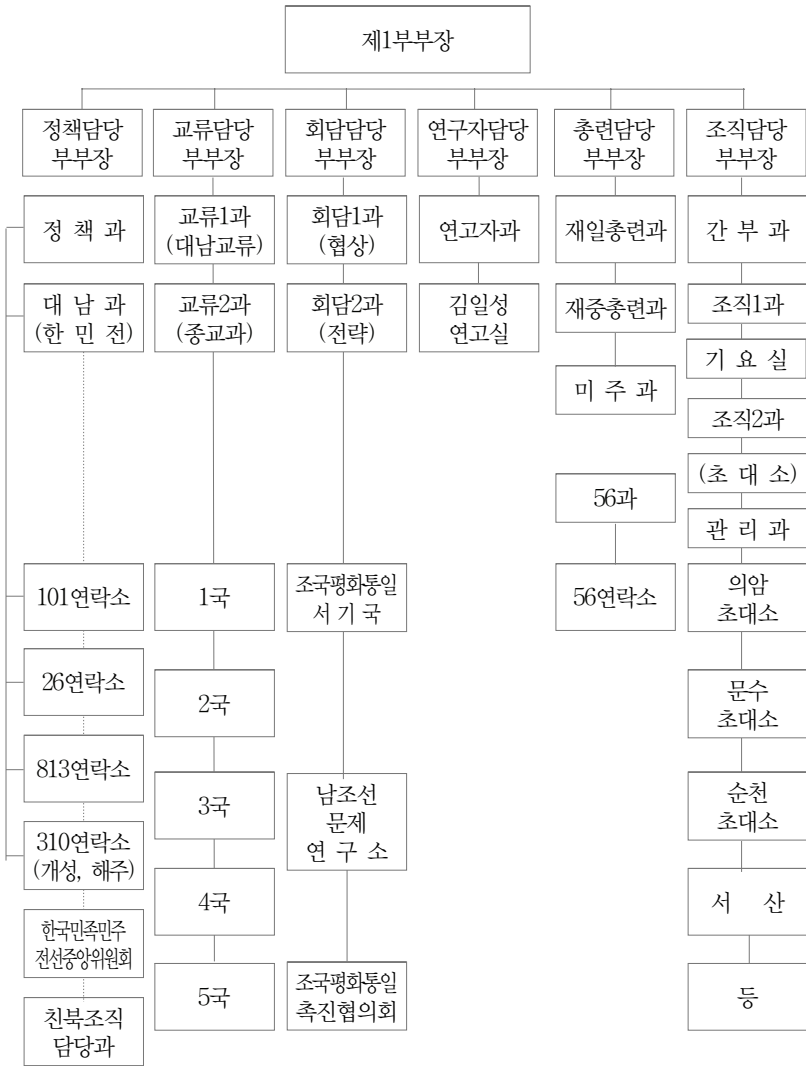 제1부부장
정책담당
부부장
교류담당
부부장
회담담당
부부장
연구자담당
부부장
총련담당
부부장
조직담당
부부장
정 책 과
대 남 과
(한 민 전)
101연락소
26연락소
813연락소
310연락소
(개성, 해주)
한국민족민주
전선중앙위원회
친북조직
담당과
교류1과
(대남교류)
교류2과
(종교과)
1국
2국
3국
4국
5국
회담1과
(협상)
회담2과
(전략)
조국평화통일
서 기 국
남조선
문제
연 구 소
조국평화통일
촉진협의회
연고자과
김일성
연고실
재일총련과
재중총련과
미 주 과
56과
56연락소
간 부 과
조직1과
기 요 실
조직2과
(초 대 소)
관 리 과
의암
초대소
문수
초대소
순천
초대소
서 산
등